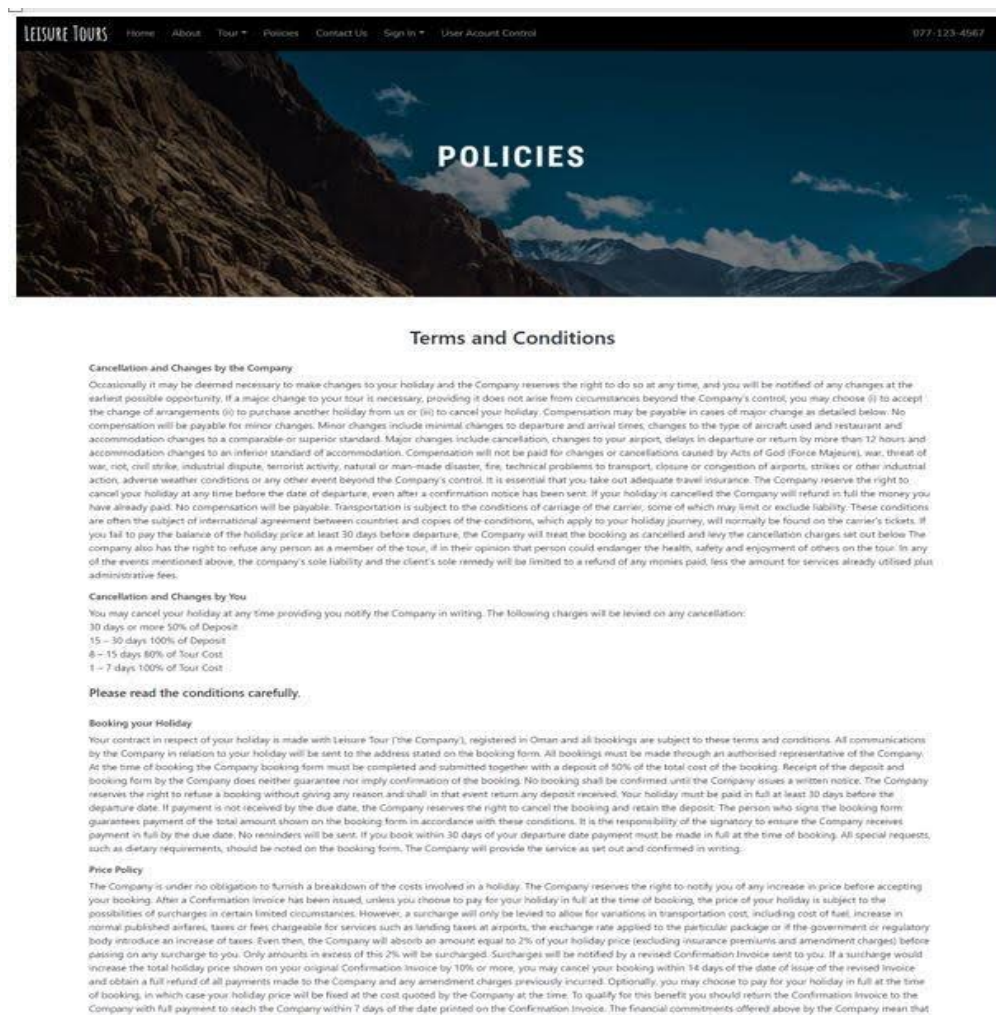 LEISURE TOURS Home About Tour Policies Contact Us Sign In User Acount Control 077-123-4567
POLICIES
Terms and Conditions
Cancellation and Changes by the Company
Occasionally it may be deemed necessary to make changes to your holiday and the Company reserves the right to do so at any time, and you will be notified of any changes at the
earliest possible opportunity. If a major change to your tour is necessary, providing it does not arise from circumstances beyond the Company's control, you may choose (i) to accept
the change of arrangements (ii) to purchase another holiday from us or (iii) to cancel your holiday. Compensation may be payable in cases of major change as detailed below. No
compensation will be payable for minor changes. Minor changes include minimal changes to departure and arrival times, changes to the type of aircraft used and restaurant and
accommodation changes to a comparable or superior standard. Major changes include cancellation, changes to your airport, delays in departure or return by more than 12 hours and
accommodation changes to an inferior standard of accommodation. Compensation will not be paid for changes or cancellations caused by Acts of God (Force Majeure), war, threat of
war, riot, civil strike, industrial dispute, terrorist activity, natural or man-made disaster, fire, technical problems to transport, closure or congestion of airports, strikes or other industrial
action, adverse weather conditions or any other event beyond the Company's control. It is essential that you take out adequate travel insurance. The Company reserve the right to
cancel your holiday at any time before the date of departure, even after a confirmation notice has been sent. If your holiday is cancelled the Company will refund in full the money you
have already paid. No compensation will be payable. Transportation is subject to the conditions of carriage of the carrier, some of which may limit or exclude liability. These conditions
are often the subject of international agreement between countries and copies of the conditions, which apply to your holiday journey, will normally be found on the carrier's tickets. If
you fail to pay the balance of the holiday price at least 30 days before departure, the Company will treat the booking as cancelled and levy the cancellation charges set out below The
company also has the right to refuse any person as a member of the tour, if in their opinion that person could endanger the health, safety and enjoyment of others on the tour. In any
of the events mentioned above, the company's sole liability and the client's sole remedy will be limited to a refund of any monies paid, less the amount for services already utilised plus
administrative fees.
Cancellation and Changes by You
You may cancel your holiday at any time providing you notify the Company in writing. The following charges will be levied on any cancellation:
30 days or more 50% of Deposit
15 – 30 days 100% of Deposit
8 – 15 days 80% of Tour Cost
1 – 7 days 100% of Tour Cost
Please read the conditions carefully.
Booking your Holiday
Your contract in respect of your holiday is made with Leisure Tour ('the Company'), registered in Oman and all bookings are subject to these terms and conditions. All communications
by the Company in relation to your holiday will be sent to the address stated on the booking form. All bookings must be made through an authorised representative of the Company.
At the time of booking the Company booking form must be completed and submitted together with a deposit of 50% of the total cost of the booking. Receipt of the deposit and
booking form by the Company does neither guarantee nor imply confirmation of the booking. No booking shall be confirmed until the Company issues a written notice. The Company
reserves the right to refuse a booking without giving any reason and shall in that event return any deposit received. Your holiday must be paid in full at least 30 days before the
departure date. If payment is not received by the due date, the Company reserves the right to cancel the booking and retain the deposit. The person who signs the booking form
guarantees payment of the total amount shown on the booking form in accordance with these conditions. It is the responsibility of the signatory to ensure the Company receives
payment in full by the due date. No reminders will be sent. If you book within 30 days of your departure date payment must be made in full at the time of booking. All special requests,
such as dietary requirements, should be noted on the booking form. The Company will provide the service as set out and confirmed in writing.
Price Policy
The Company is under no obligation to furnish a breakdown of the costs involved in a holiday. The Company reserves the right to notify you of any increase in price before accepting
your booking. After a Confirmation Invoice has been issued, unless you choose to pay for your holiday in full at the time of booking, the price of your holiday is subject to the
possibilities of surcharges in certain limited circumstances. However, a surcharge will only be levied to allow for variations in transportation cost, including cost of fuel, increase in
normal published airfares, taxes or fees chargeable for services such as landing taxes at airports, the exchange rate applied to the particular package or if the government or regulatory
body introduce an increase of taxes. Even then, the Company will absorb an amount equal to 2% of your holiday price (excluding insurance premiums and amendment charges) before
passing on any surcharge to you. Only amounts in excess of this 2% will be surcharged. Surcharges will be notified by a revised Confirmation Invoice sent to you. If a surcharge would
increase the total holiday price shown on your original Confirmation Invoice by 10% or more, you may cancel your booking within 14 days of the date of issue of the revised Invoice
and obtain a full refund of all payments made to the Company and any amendment charges previously incurred. Optionally, you may choose to pay for your holiday in full at the time
of booking, in which case your holiday price will be fixed at the cost quoted by the Company at the time. To qualify for this benefit you should return the Confirmation Invoice to the
Company with full payment to reach the Company within 7 days of the date printed on the Confirmation Invoice. The financial commitments offered above by the Company mean that